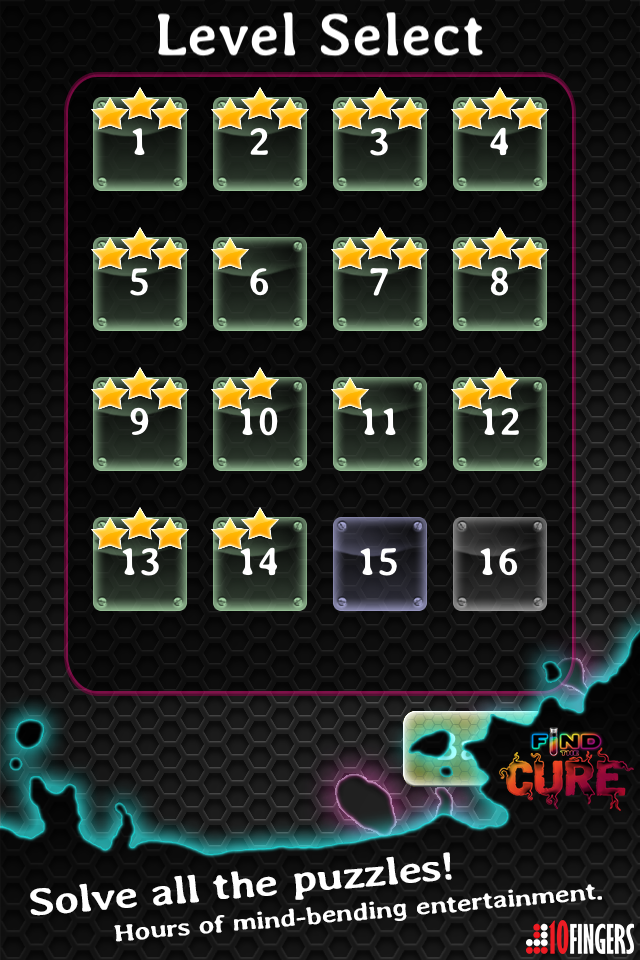 Level Select
1 2 3 4
5 6 7 8
9 10 11 12
13 14 15 16
FIND
THE
CURE
Solve all the puzzles!
Hours of mind-bending entertainment.
10FINGERS